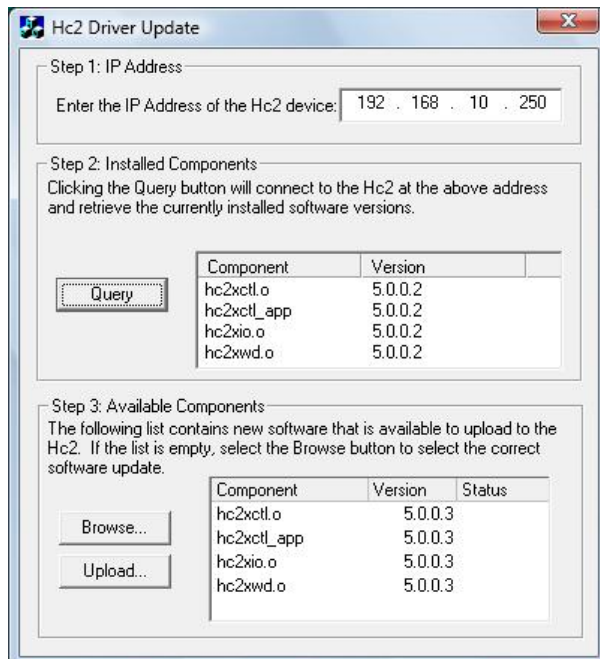 Hc2 Driver Update
Step 1: IP Address
Enter the IP Address of the Hc2 device: 192 . 168 . 10 . 250
Step 2: Installed Components
Clicking the Query button will connect to the Hc2 at the above address
and retrieve the currently installed software versions.
Query
Component Version
hc2xctl.o 5.0.0.2
hc2xctl_app 5.0.0.2
hc2xio.o 5.0.0.2
hc2xwd.o 5.0.0.2
Step 3: Available Components
The following list contains new software that is available to upload to the
Hc2. If the list is empty, select the Browse button to select the correct
software update.
Browse...
Upload...
Component Version Status
hc2xctl.o 5.0.0.3
hc2xctl_app 5.0.0.3
hc2xio.o 5.0.0.3
hc2xwd.o 5.0.0.3